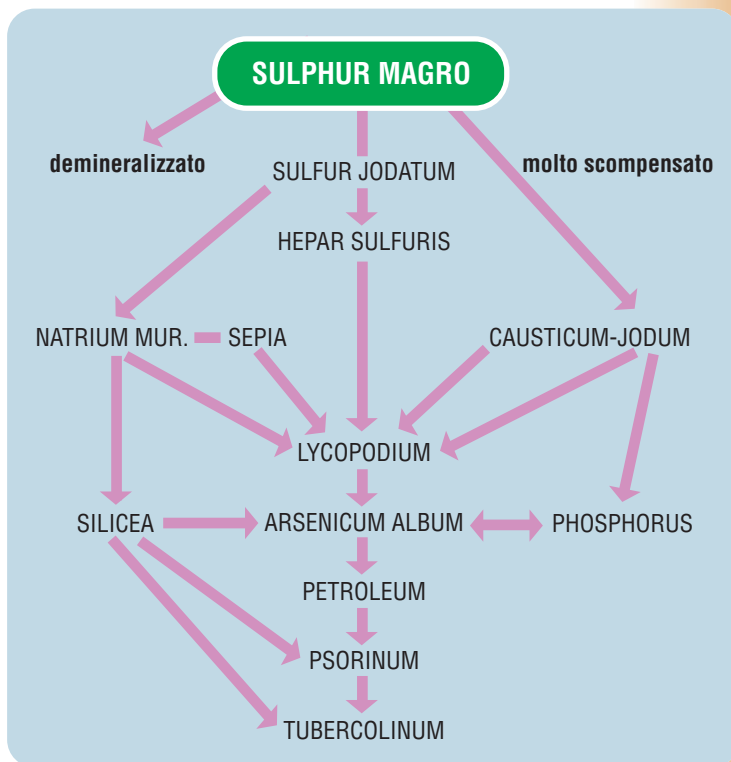 SULPHUR MAGRO
demineralizzato
SULFUR JODATUM
molto scompensato
HEPAR SULFURIS
NATRIUM MUR.
SEPIA
CAUSTICUM-JODUM
LYCOPODIUM
SILICEA
ARSENICUM ALBUM
PHOSPHORUS
PETROLEUM
PSORINUM
TUBERCOLINUM